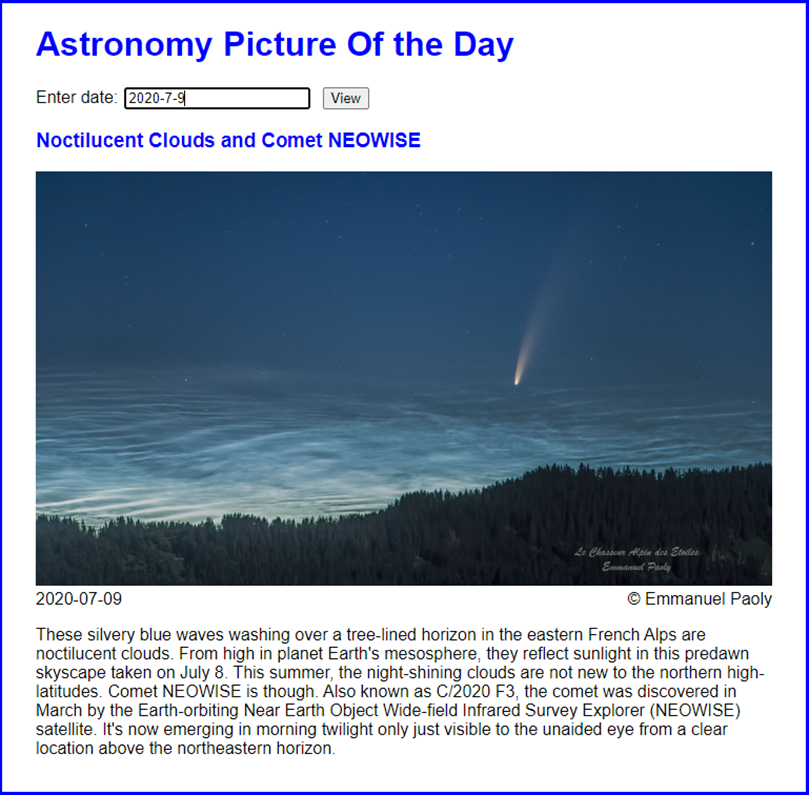 Astronomy Picture Of the Day
Enter date: 2020-7-9 View
Noctilucent Clouds and Comet NEOWISE
Le Chasseur Alpin des Etoiles
Emmanuel Paoly
2020-07-09 © Emmanuel Paoly
These silvery blue waves washing over a tree-lined horizon in the eastern French Alps are
noctilucent clouds. From high in planet Earth's mesosphere, they reflect sunlight in this predawn
skyscape taken on July 8. This summer, the night-shining clouds are not new to the northern high-
latitudes. Comet NEOWISE is though. Also known as C/2020 F3, the comet was discovered in
March by the Earth-orbiting Near Earth Object Wide-field Infrared Survey Explorer (NEOWISE)
satellite. It's now emerging in morning twilight only just visible to the unaided eye from a clear
location above the northeastern horizon.